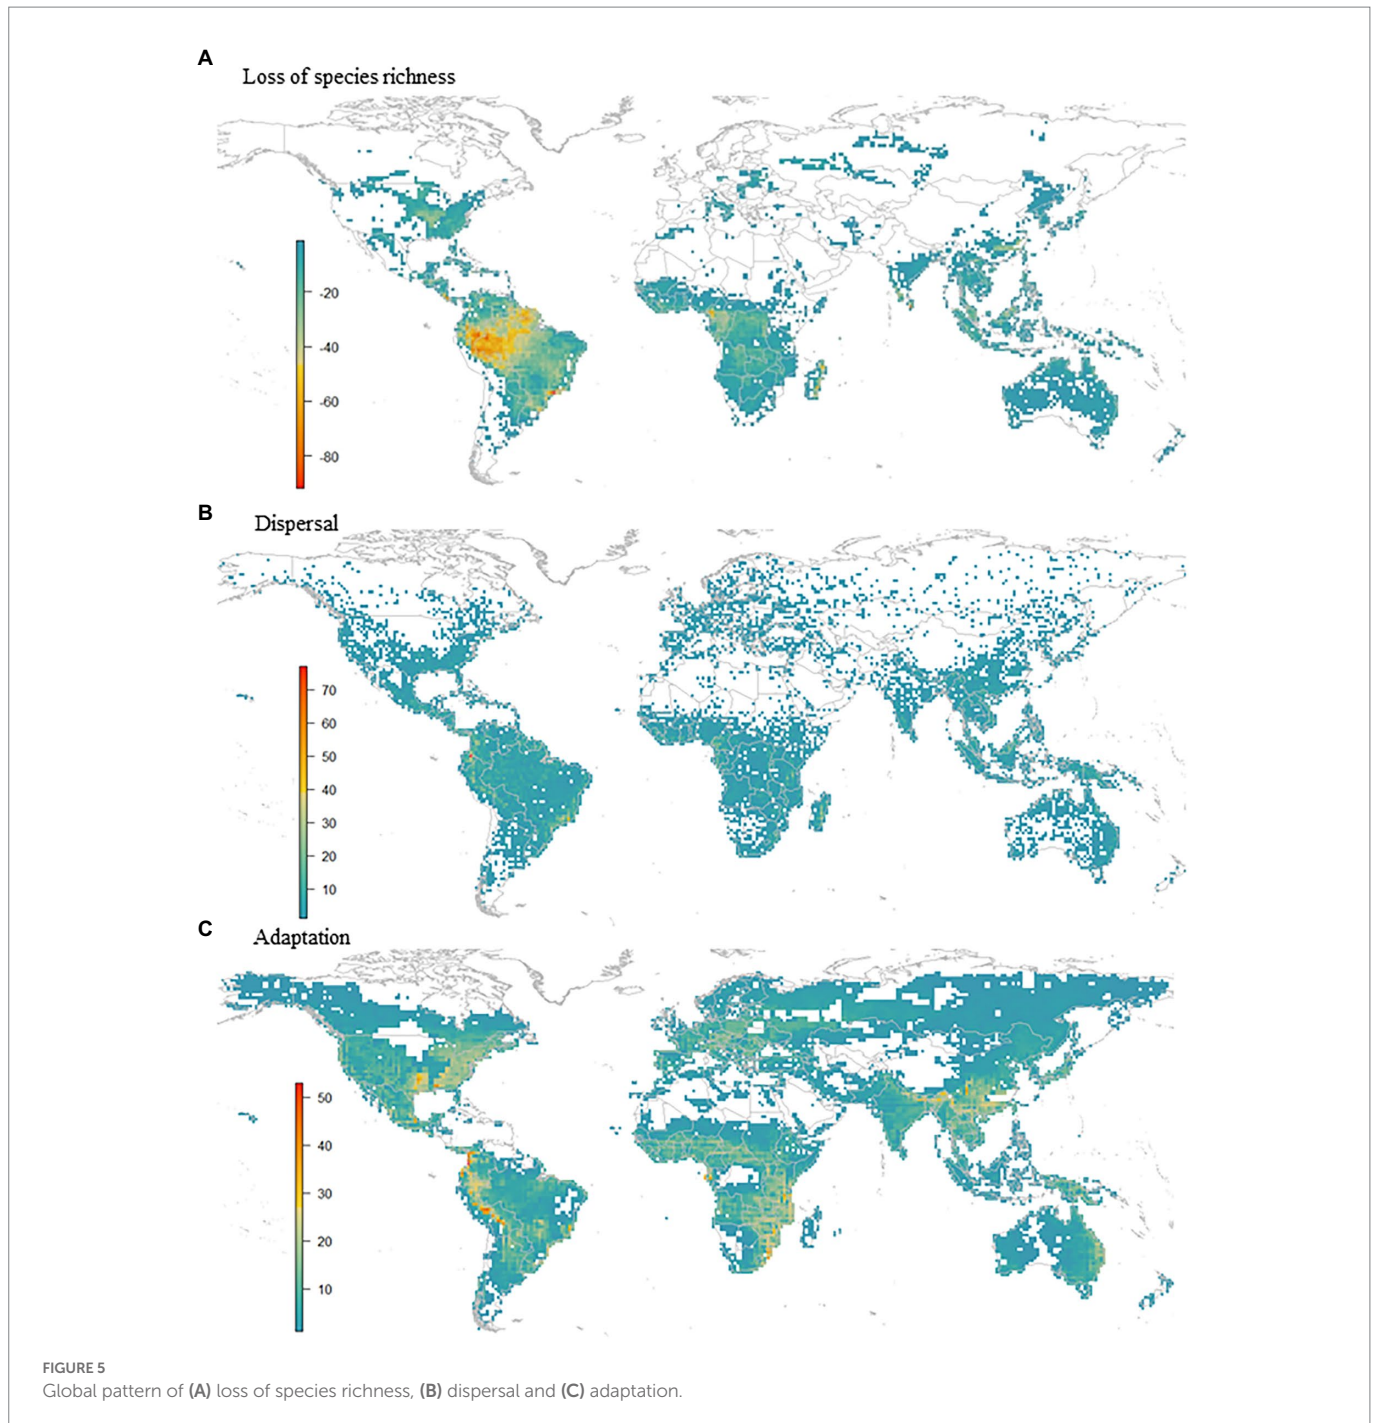 A
Loss of species richness
-20
-40
-60
-80
B
Dispersal
70
60
50
40
30
20
10
C
Adaptation
50
40
30
20
10
FIGURE 5
Global pattern of (A) loss of species richness, (B) dispersal and (C) adaptation.